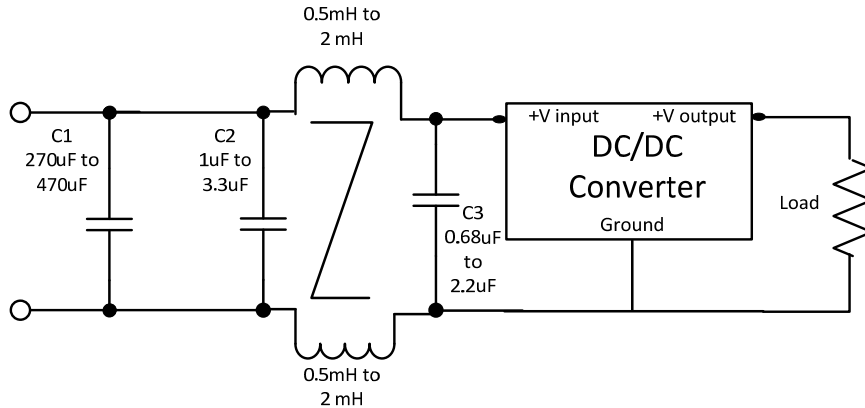 0.5mH to
2 mH
C1
270uF to
470uF
C2
1uF to
3.3uF
C3
0.68uF
to
2.2uF
+V input
+V output
DC/DC
Converter
Ground
Load
0.5mH to
2 mH